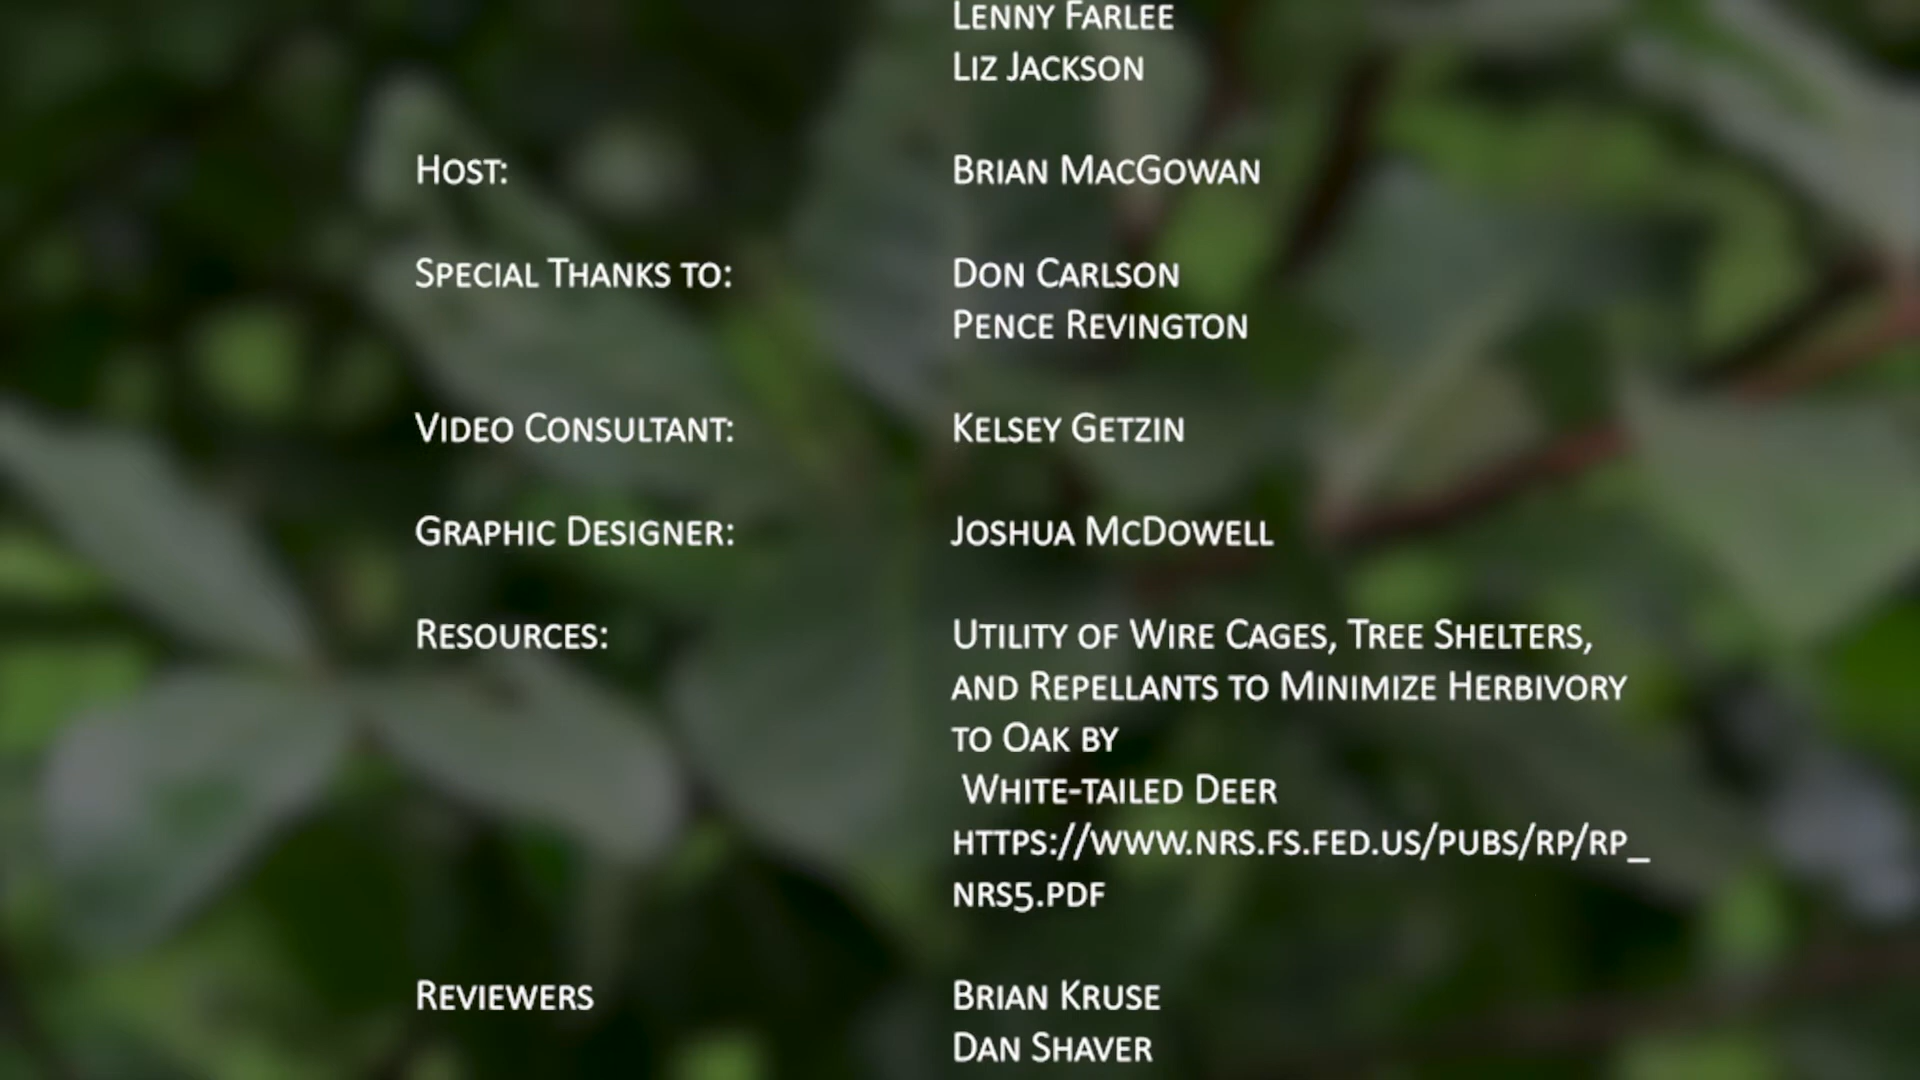 Lenny Farlee
Liz Jackson
Host: Brian MacGowan
Special Thanks to: Don Carlson
Pence Revington
Video Consultant: Kelsey Getzin
Graphic Designer: Joshua McDowell
Resources: Utility of Wire Cages, Tree Shelters,
and Repellants to Minimize Herbivory
to Oak by
White-tailed Deer
https://www.nrs.fs.fed.us/pubs/rp/rp_
nrs5.pdf
Reviewers Brian Kruse
Dan Shaver